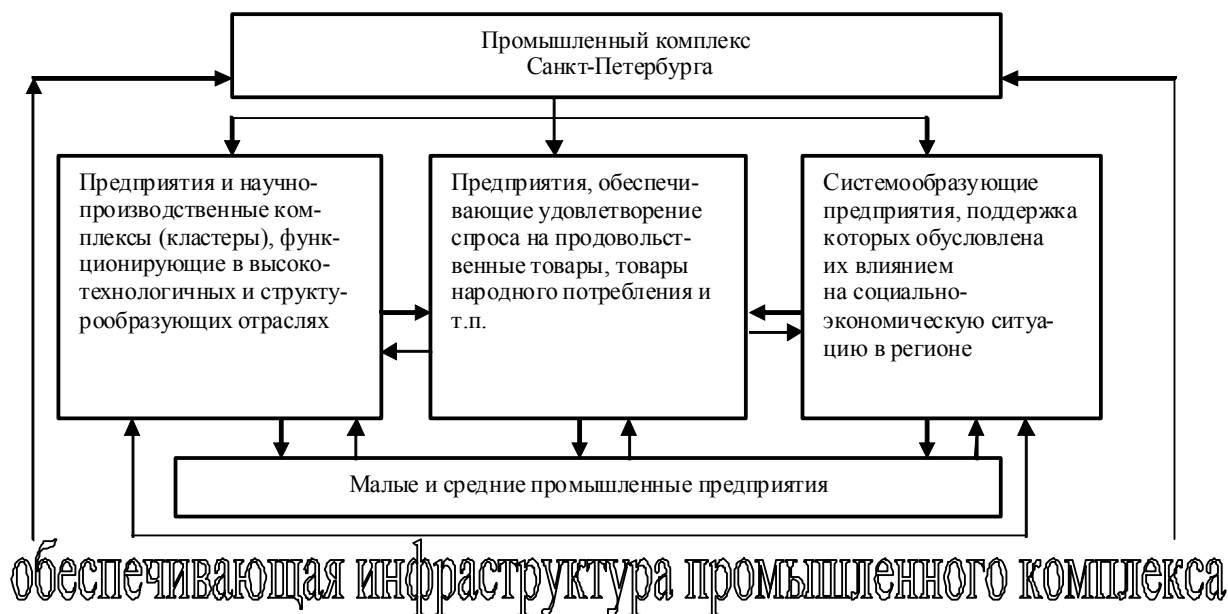 Промышленный комплекс
Санкт-Петербурга
Предприятия и научно-
производственные ком-
плексы (кластеры), функ-
ционирующие в высоко-
технологичных и структу-
рообразующих отраслях
Предприятия, обеспечи-
вающие удовлетворение
спроса на продовольст-
венные товары, товары
народного потребления и
т.п.
Системообразующие
предприятия, поддержка
которых обусловлена
их влиянием
на социально-
экономическую ситуа-
цию в регионе
Малые и средние промышленные предприятия
обеспечивающая инфраструктура промышленного комплекса